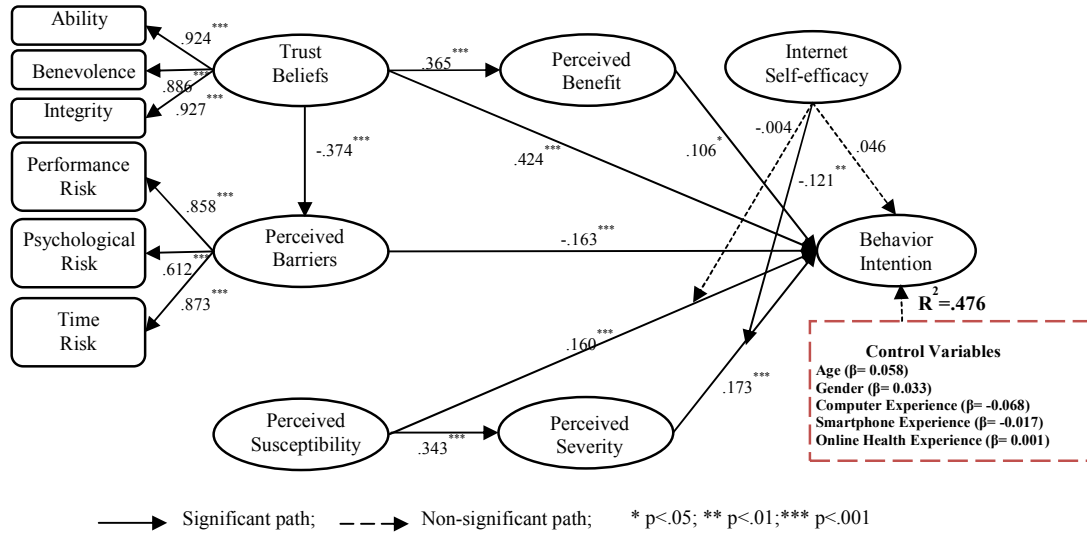 Ability
Benevolence
Integrity
Performance
Risk
Psychological
Risk
Time
Risk
.924***
.886***
.927***
.858***
.612***
.873***
Trust
Beliefs
.365***
Perceived
Benefit
Internet
Self-efficacy
-.374***
.424***
.106*
-.004
-.121**
.046
Perceived
Barriers
-.163***
Behavior
Intention
R²=.476
.160***
.173***
Perceived
Susceptibility
.343***
Perceived
Severity
Control Variables
Age (β= 0.058)
Gender (β= 0.033)
Computer Experience (β= -0.068)
Smartphone Experience (β= -0.017)
Online Health Experience (β= 0.001)
Significant path; Non-significant path; * p<.05; ** p<.01;*** p<.001